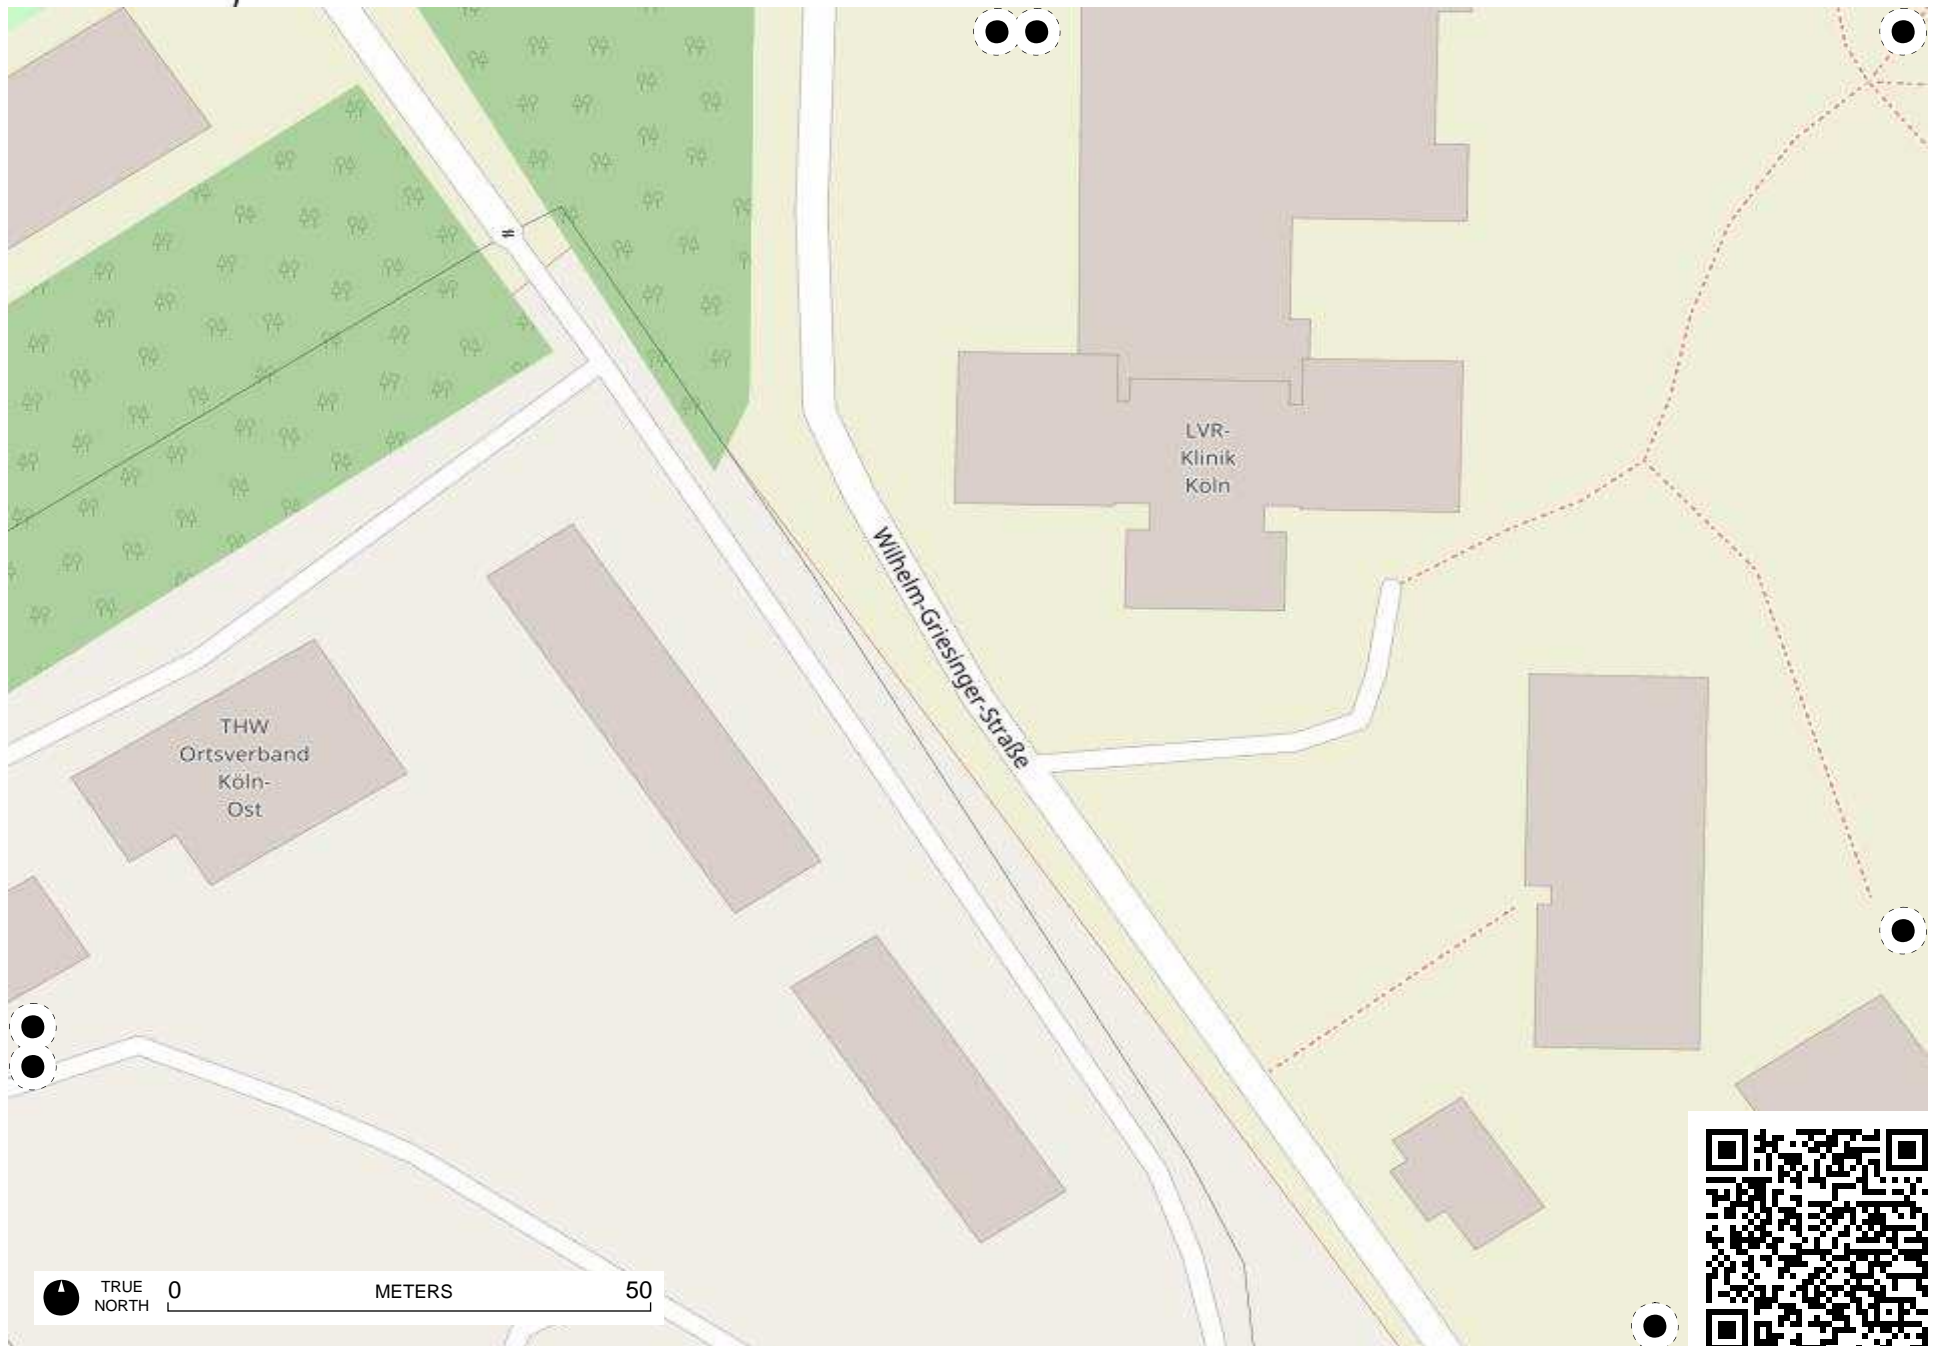 LVR-
Klinik
Köln
Wilhelm-Griesinger-Straße
THW
Ortsverband
Köln-
Ost
TRUE
NORTH
0
METERS
50